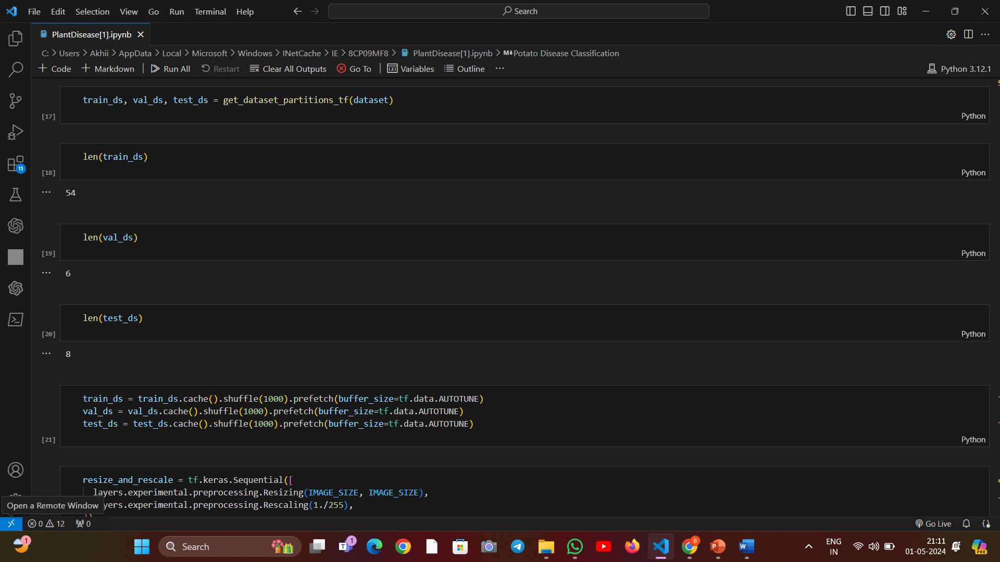 File Edit Selection View Go Run Terminal Help Search
PlantDisease[1].ipynb
C: > Users > Akhii > AppData > Local > Microsoft > Windows > INetCache > IE > 8CP09MF8 > PlantDisease[1].ipynb > M↓Potato Disease Classification
+ Code + Markdown | Run All Restart Clear All Outputs Go To | Variables Outline ··· Python 3.12.1
train_ds, val_ds, test_ds = get_dataset_partitions_tf(dataset)
[17] Python
len(train_ds)
[18] Python
··· 54
len(val_ds)
[19] Python
··· 6
len(test_ds)
[20] Python
··· 8
train_ds = train_ds.cache().shuffle(1000).prefetch(buffer_size=tf.data.AUTOTUNE)
val_ds = val_ds.cache().shuffle(1000).prefetch(buffer_size=tf.data.AUTOTUNE)
test_ds = test_ds.cache().shuffle(1000).prefetch(buffer_size=tf.data.AUTOTUNE)
[21] Python
resize_and_rescale = tf.keras.Sequential([
layers.experimental.preprocessing.Resizing(IMAGE_SIZE, IMAGE_SIZE),
yers.experimental.preprocessing.Rescaling(1./255),
11
Open a Remote Window
0 12 0 Go Live
1 Search 1 B P W PRE
ENG
IN
21:11
01-05-2024